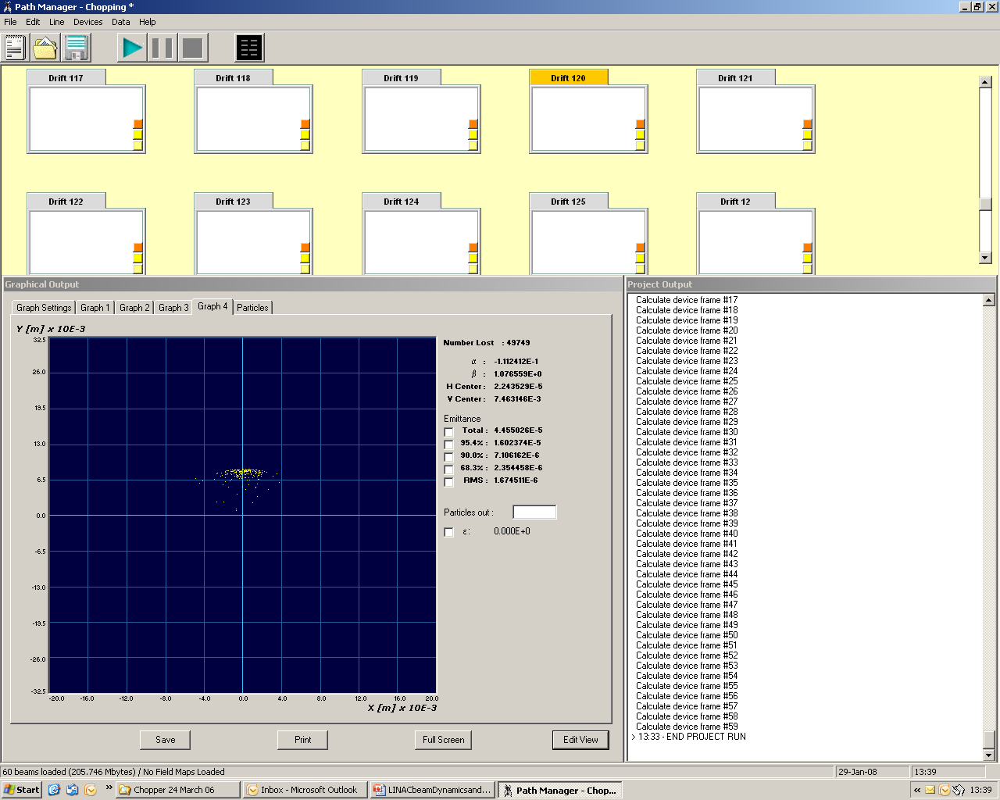 Path Manager - Chopping *
File Edit Line Devices Data Help
Drift 117 Drift 118 Drift 119 Drift 120 Drift 121
Drift 122 Drift 123 Drift 124 Drift 125 Drift 12
Graphical Output
Graph Settings Graph 1 Graph 2 Graph 3 Graph 4 Particles
Y [m] x 10E-3
32.5
26.0
19.5
13.0
6.5
0.0
-6.5
-13.0
-19.5
-26.0
-32.5
-20.0 -16.0 -12.0 -8.0 -4.0 0.0 4.0 8.0 12.0 16.0 20.0
X [m] x 10E-3
Number Lost : 49749
α : -1.112412E-1
β : 1.076559E+0
H Center : 2.243529E-5
V Center : 7.463146E-3
Emittance
Total : 4.455026E-5
95.4% : 1.602374E-5
90.0% : 7.106162E-6
68.3% : 2.354458E-6
RMS : 1.674511E-6
Particles out :
ε : 0.000E+0
Save Print Full Screen Edit View
Project Output
Calculate device frame #17
Calculate device frame #18
Calculate device frame #19
Calculate device frame #20
Calculate device frame #21
Calculate device frame #22
Calculate device frame #23
Calculate device frame #24
Calculate device frame #25
Calculate device frame #26
Calculate device frame #27
Calculate device frame #28
Calculate device frame #29
Calculate device frame #30
Calculate device frame #31
Calculate device frame #32
Calculate device frame #33
Calculate device frame #34
Calculate device frame #35
Calculate device frame #36
Calculate device frame #37
Calculate device frame #38
Calculate device frame #39
Calculate device frame #40
Calculate device frame #41
Calculate device frame #42
Calculate device frame #43
Calculate device frame #44
Calculate device frame #45
Calculate device frame #46
Calculate device frame #47
Calculate device frame #48
Calculate device frame #49
Calculate device frame #50
Calculate device frame #51
Calculate device frame #52
Calculate device frame #53
Calculate device frame #54
Calculate device frame #55
Calculate device frame #56
Calculate device frame #57
Calculate device frame #58
Calculate device frame #59
> 13:33 - END PROJECT RUN
60 beams loaded (205.746 Mbytes) / No Field Maps Loaded 29-Jan-08 13:39
Start » Chopper 24 March 06 Inbox - Microsoft Outlook LINACbeamDynamicsand... Path Manager - Chop... « 13:39